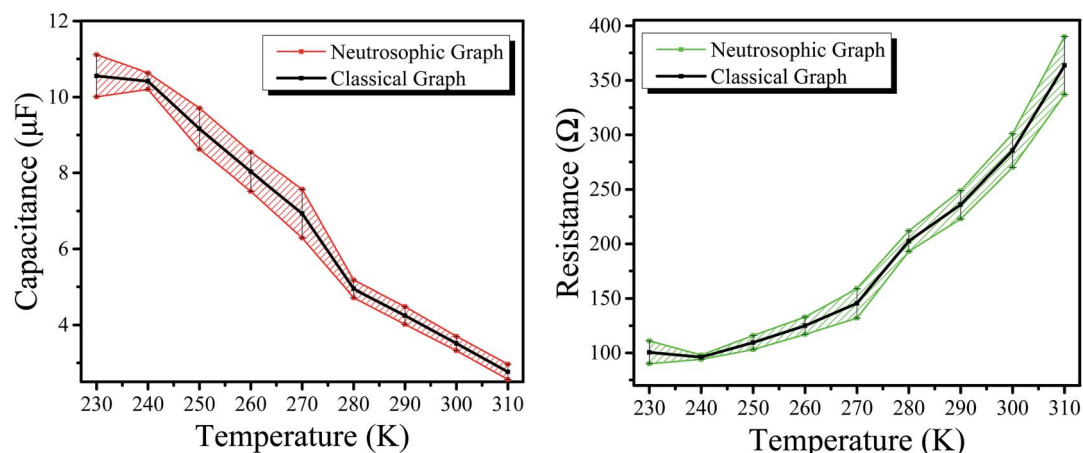 12
10
8
6
4
Capacitance (µF)
Neutrosophic Graph
Classical Graph
230 240 250 260 270 280 290 300 310
Temperature (K)
400
350
300
250
200
150
100
Resistance (Ω)
Neutrosophic Graph
Classical Graph
230 240 250 260 270 280 290 300 310
Temperature (K)